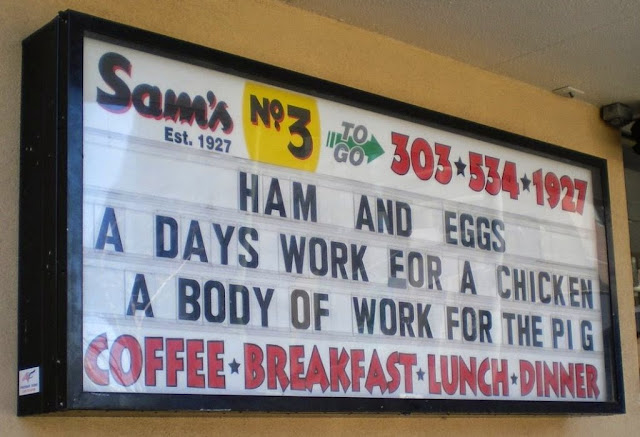 Sam's No 3 TO GO 303★534★1927
Est. 1927
HAM AND EGGS
A DAYS WORK FOR A CHICKEN
A BODY OF WORK FOR THE PIG
COFFEE★BREAKFAST★LUNCH★DINNER